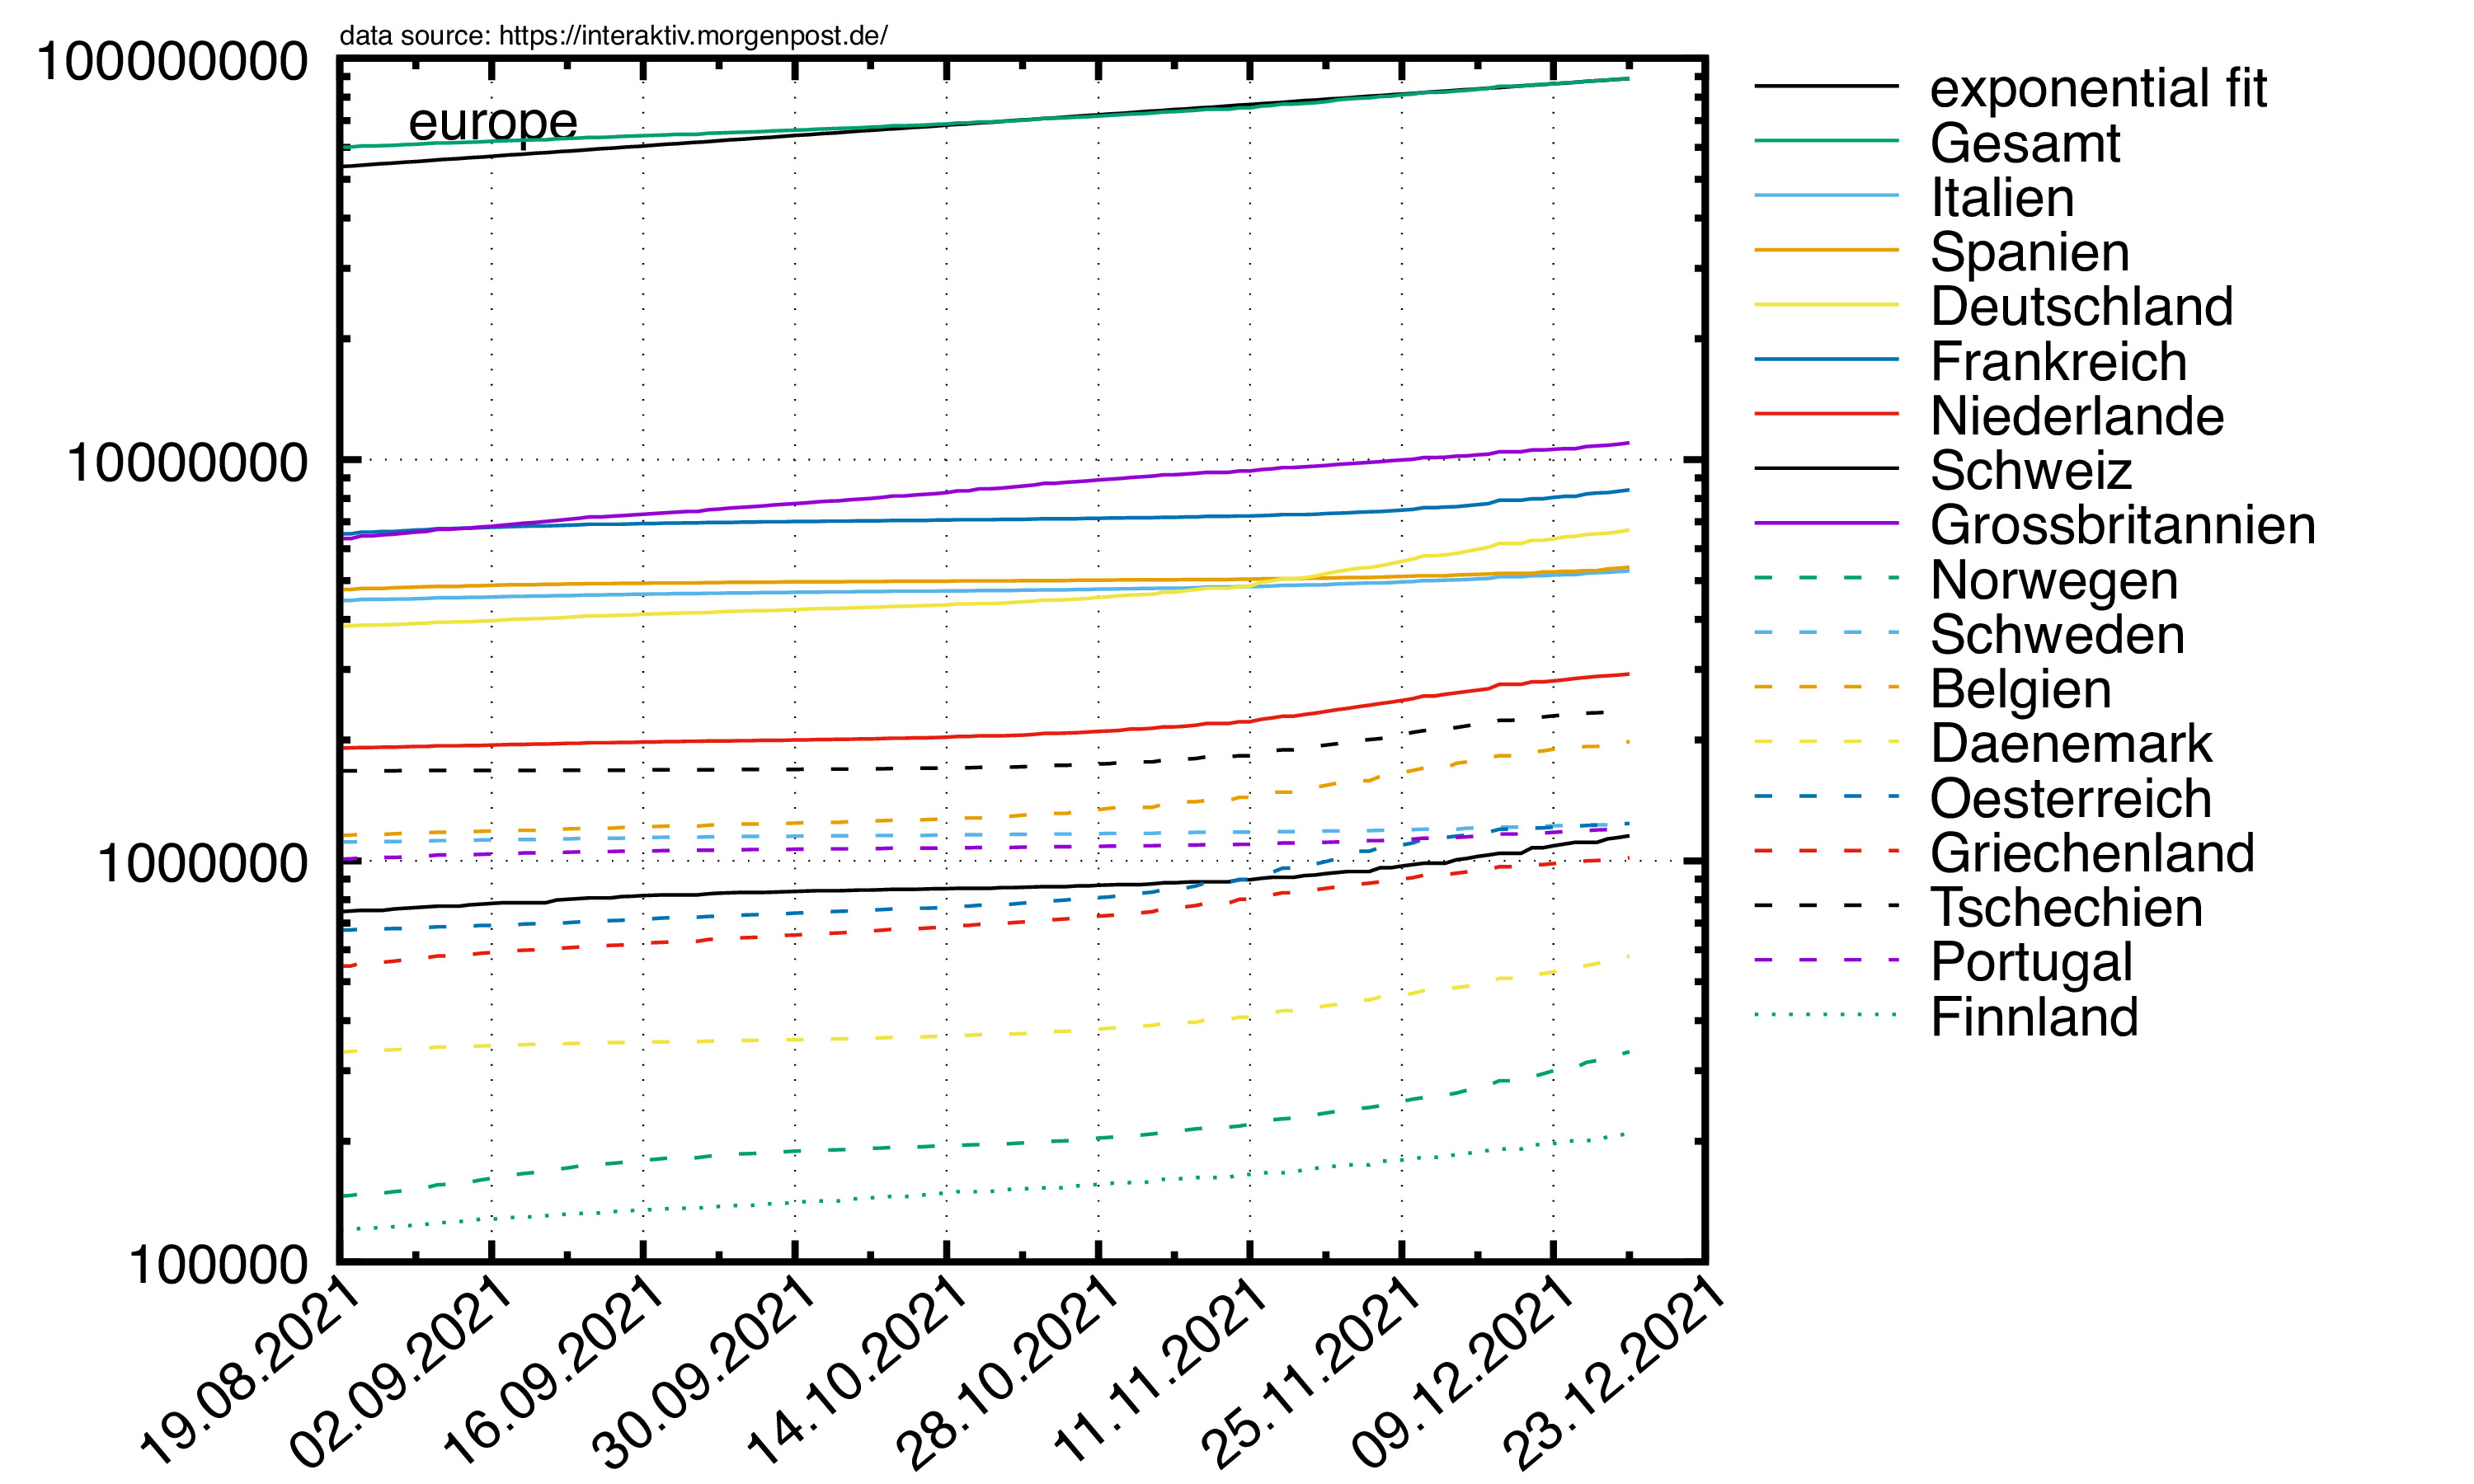 data source: https://interaktiv.morgenpost.de/
europe
100000000
10000000
1000000
100000
19.08.2021
02.09.2021
16.09.2021
30.09.2021
14.10.2021
28.10.2021
11.11.2021
25.11.2021
09.12.2021
23.12.2021
exponential fit
Gesamt
Italien
Spanien
Deutschland
Frankreich
Niederlande
Schweiz
Grossbritannien
Norwegen
Schweden
Belgien
Daenemark
Oesterreich
Griechenland
Tschechien
Portugal
Finnland